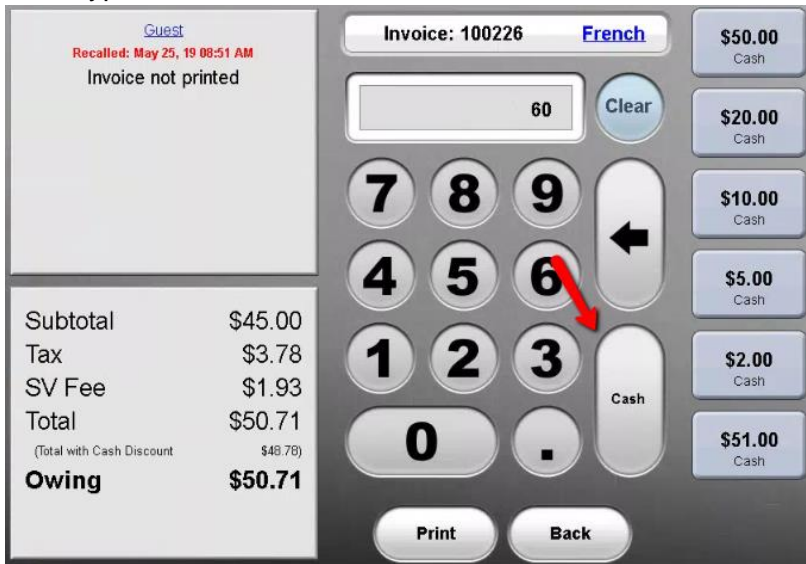 Guest
Recalled: May 25, 19 08:51 AM
Invoice not printed
Subtotal $45.00
Tax $3.78
SV Fee $1.93
Total $50.71
(Total with Cash Discount $48.78)
Owing $50.71
Invoice: 100226 French
60 Clear
7 8 9
4 5 6
1 2 3
Cash
0 .
Print Back
$50.00
Cash
$20.00
Cash
$10.00
Cash
$5.00
Cash
$2.00
Cash
$51.00
Cash